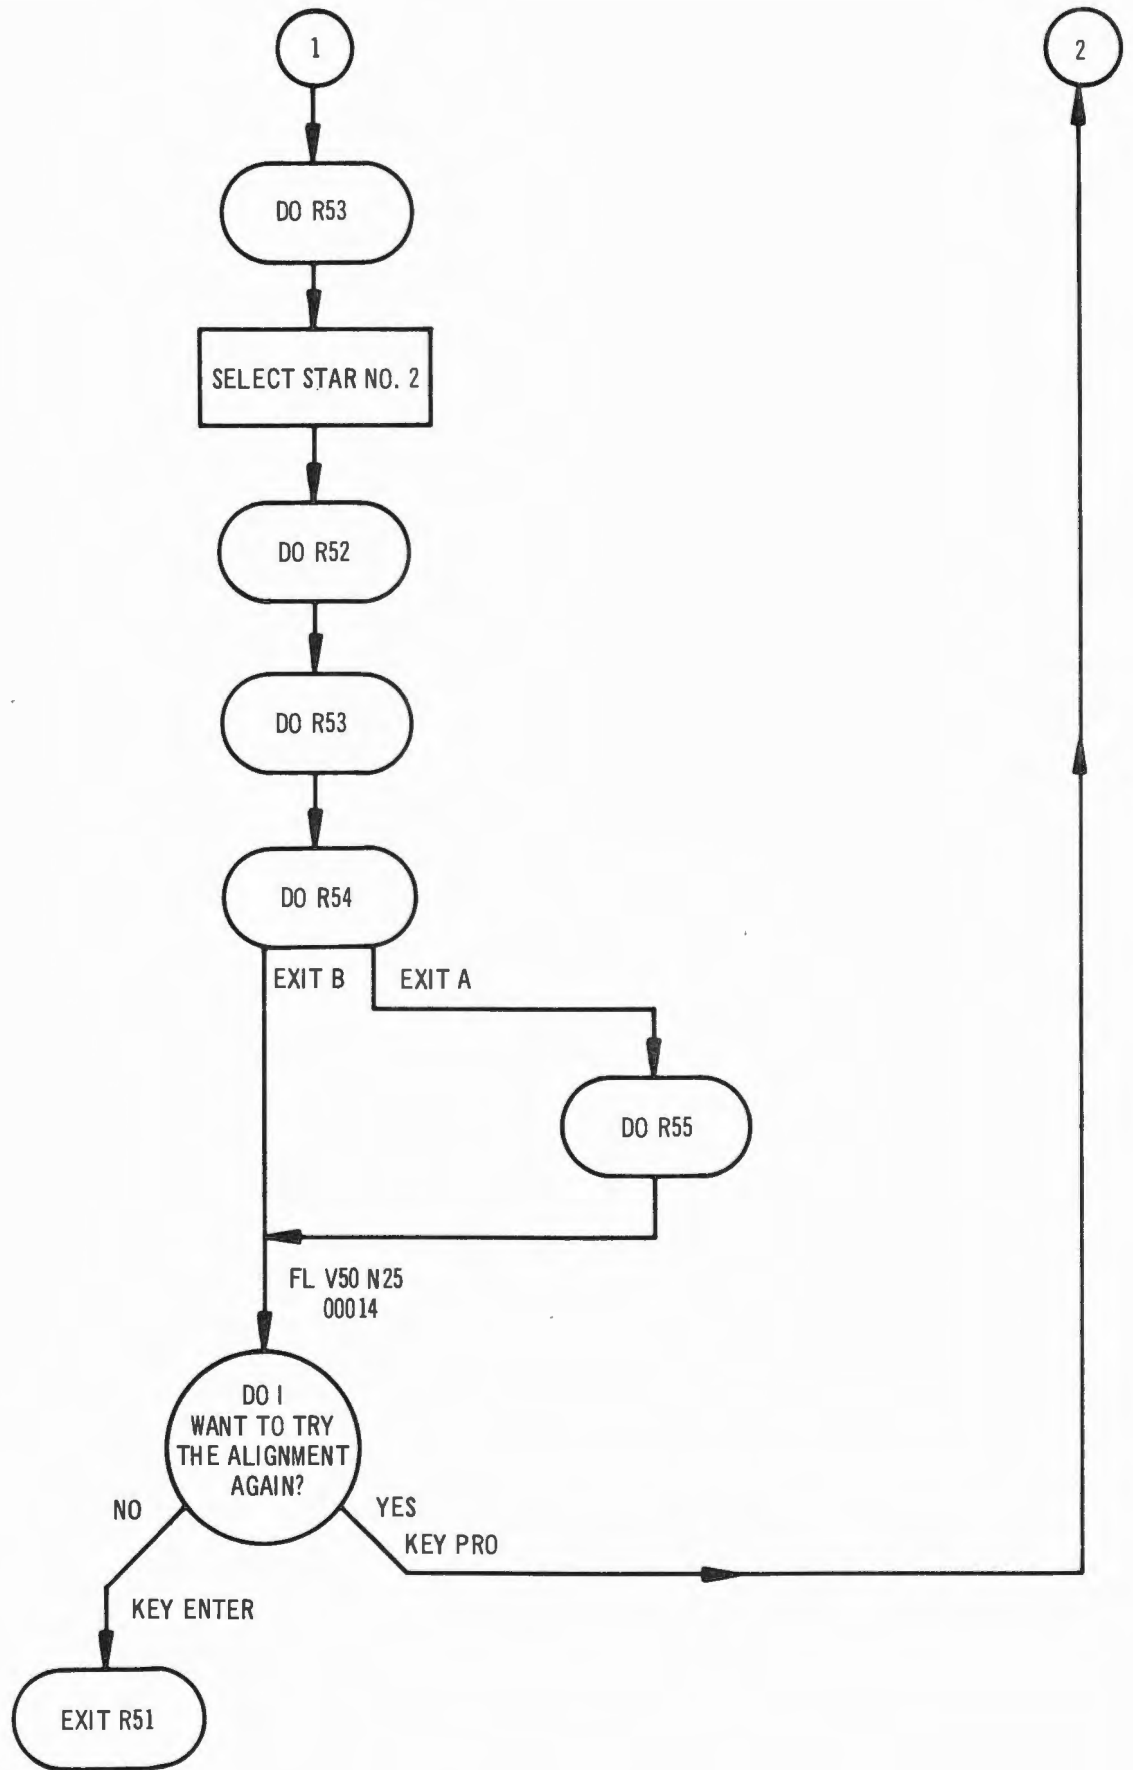 1
2
DO R53
SELECT STAR NO. 2
DO R52
DO R53
DO R54
EXIT B
EXIT A
DO R55
FL V50 N25
00014
DO I
WANT TO TRY
THE ALIGNMENT
AGAIN?
NO
YES
KEY PRO
KEY ENTER
EXIT R51